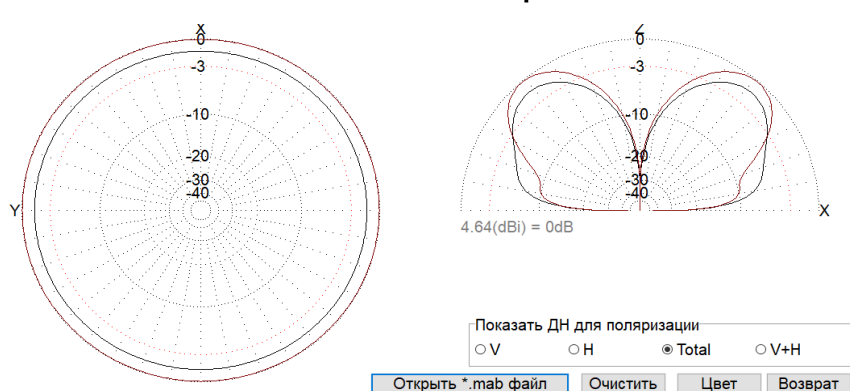 X
0
-3
-10
-20
-30
-40
Y
Z
0
-3
-10
-20
-30
-40
X
4.64(dBi) = 0dB
Показать ДН для поляризации
V H Total V+H
Открыть *.mab файл Очистить Цвет Возврат